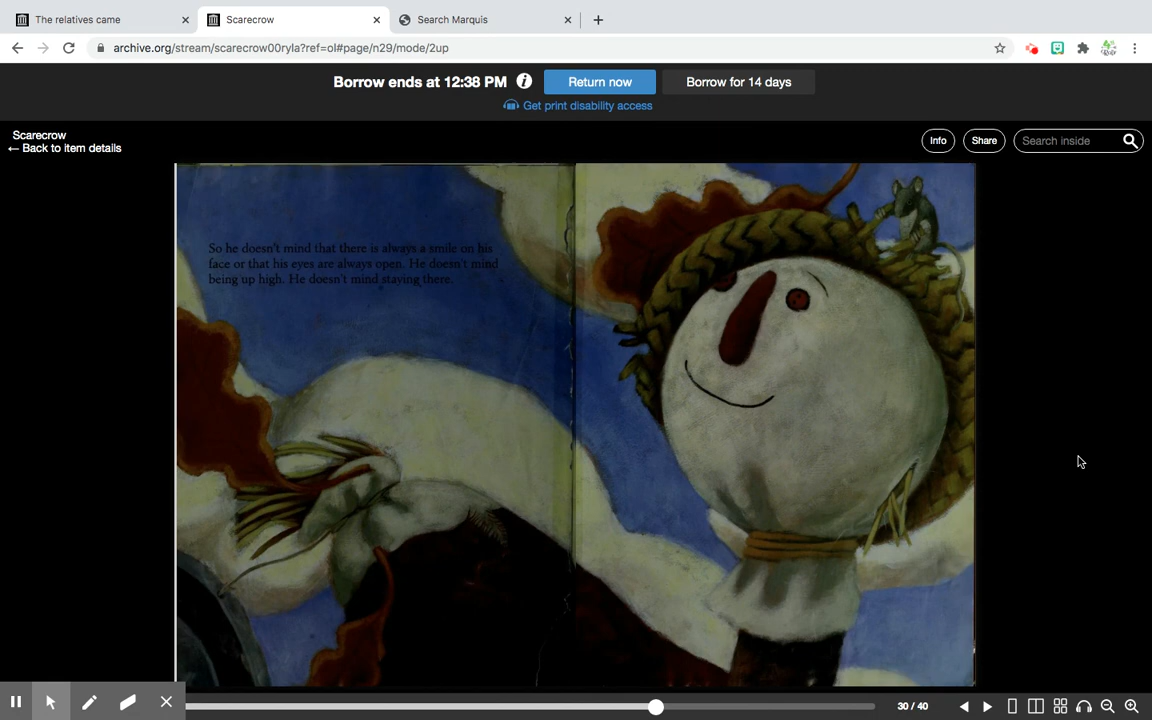 The relatives came
Scarecrow
Search Marquis
archive.org/stream/scarecrow00ryla?ref=ol#page/n29/mode/2up
Borrow ends at 12:38 PM
Return now
Borrow for 14 days
Get print disability access
Scarecrow
← Back to item details
Info
Share
Search inside
So he doesn't mind that there is always a smile on his
face or that his eyes are always open. He doesn't mind
being up high. He doesn't mind staying there.
30 / 40